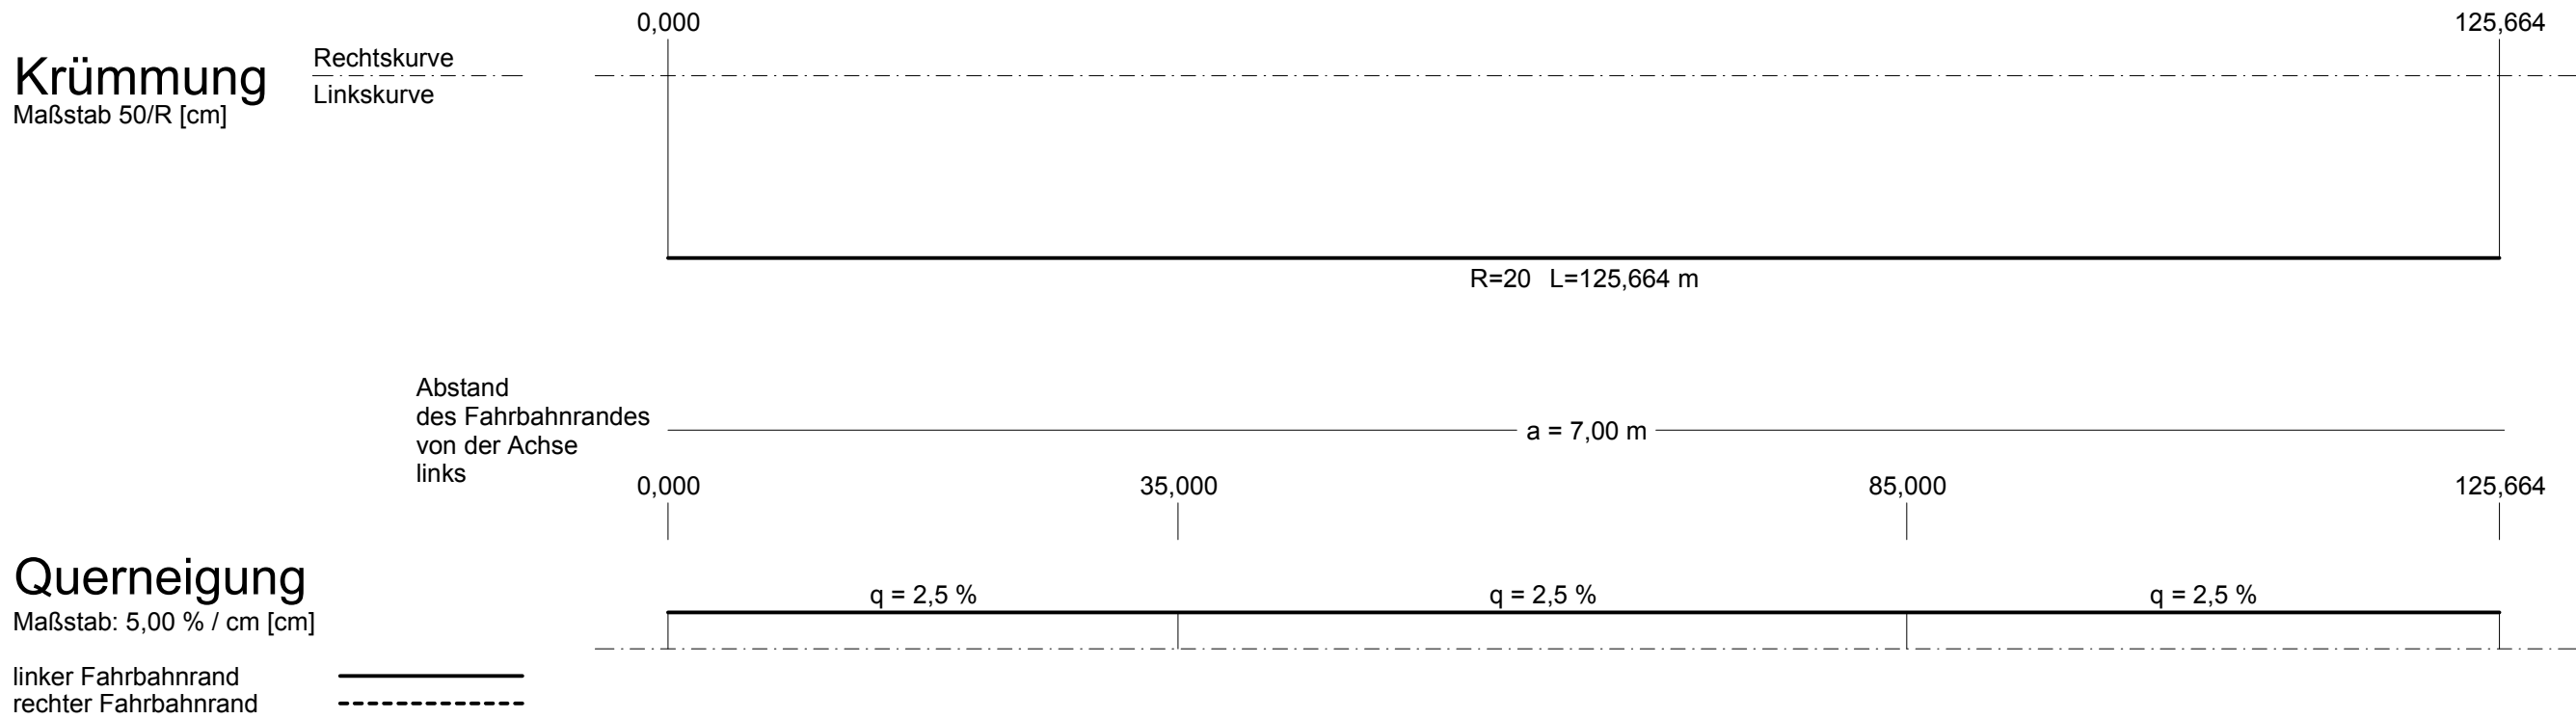 0,000
125,664
Krümmung
Maßstab 50/R [cm]
Rechtskurve
Linkskurve
R=20 L=125,664 m
Abstand
des Fahrbahnrandes
von der Achse
links
a = 7,00 m
0,000
35,000
85,000
125,664
Querneigung
Maßstab: 5,00 % / cm [cm]
q = 2,5 %
q = 2,5 %
q = 2,5 %
linker Fahrbahnrand
rechter Fahrbahnrand